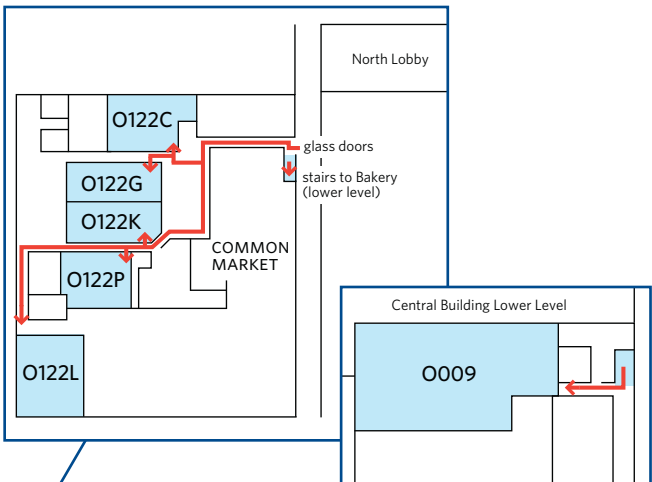 North Lobby
O122C
glass doors
stairs to Bakery
(lower level)
O122G
O122K
COMMON
MARKET
O122P
Central Building Lower Level
O122L
O009